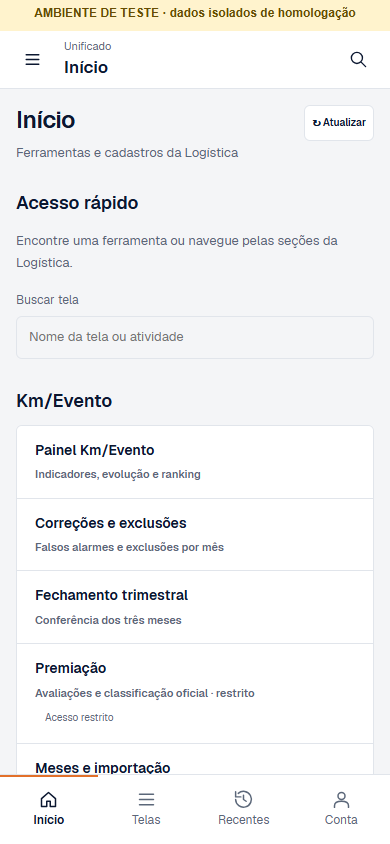 AMBIENTE DE TESTE · dados isolados de homologação
Unificado
Início
Início
↻ Atualizar
Ferramentas e cadastros da Logística
Acesso rápido
Encontre uma ferramenta ou navegue pelas seções da
Logística.
Buscar tela
Nome da tela ou atividade
Km/Evento
Painel Km/Evento
Indicadores, evolução e ranking
Correções e exclusões
Falsos alarmes e exclusões por mês
Fechamento trimestral
Conferência dos três meses
Premiação
Avaliações e classificação oficial · restrito
Acesso restrito
Meses e importação
Início
Telas
Recentes
Conta